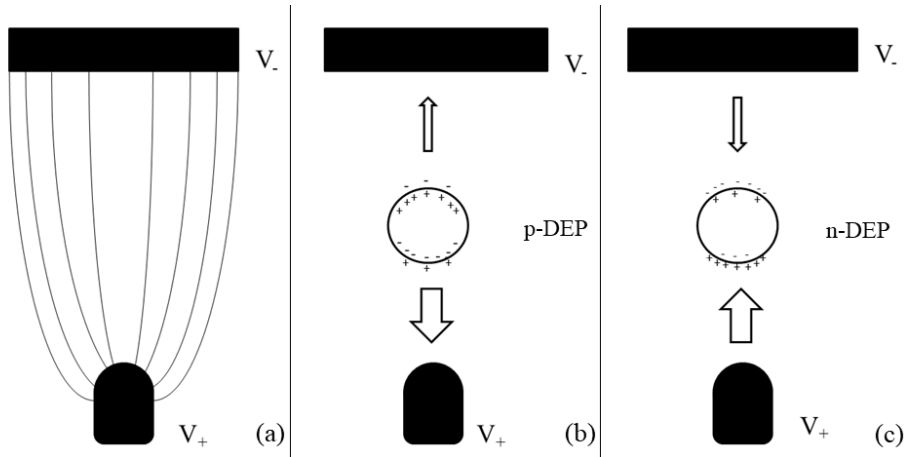 V-
V+
(a)
V-
p-DEP
V+
(b)
V-
n-DEP
V+
(c)